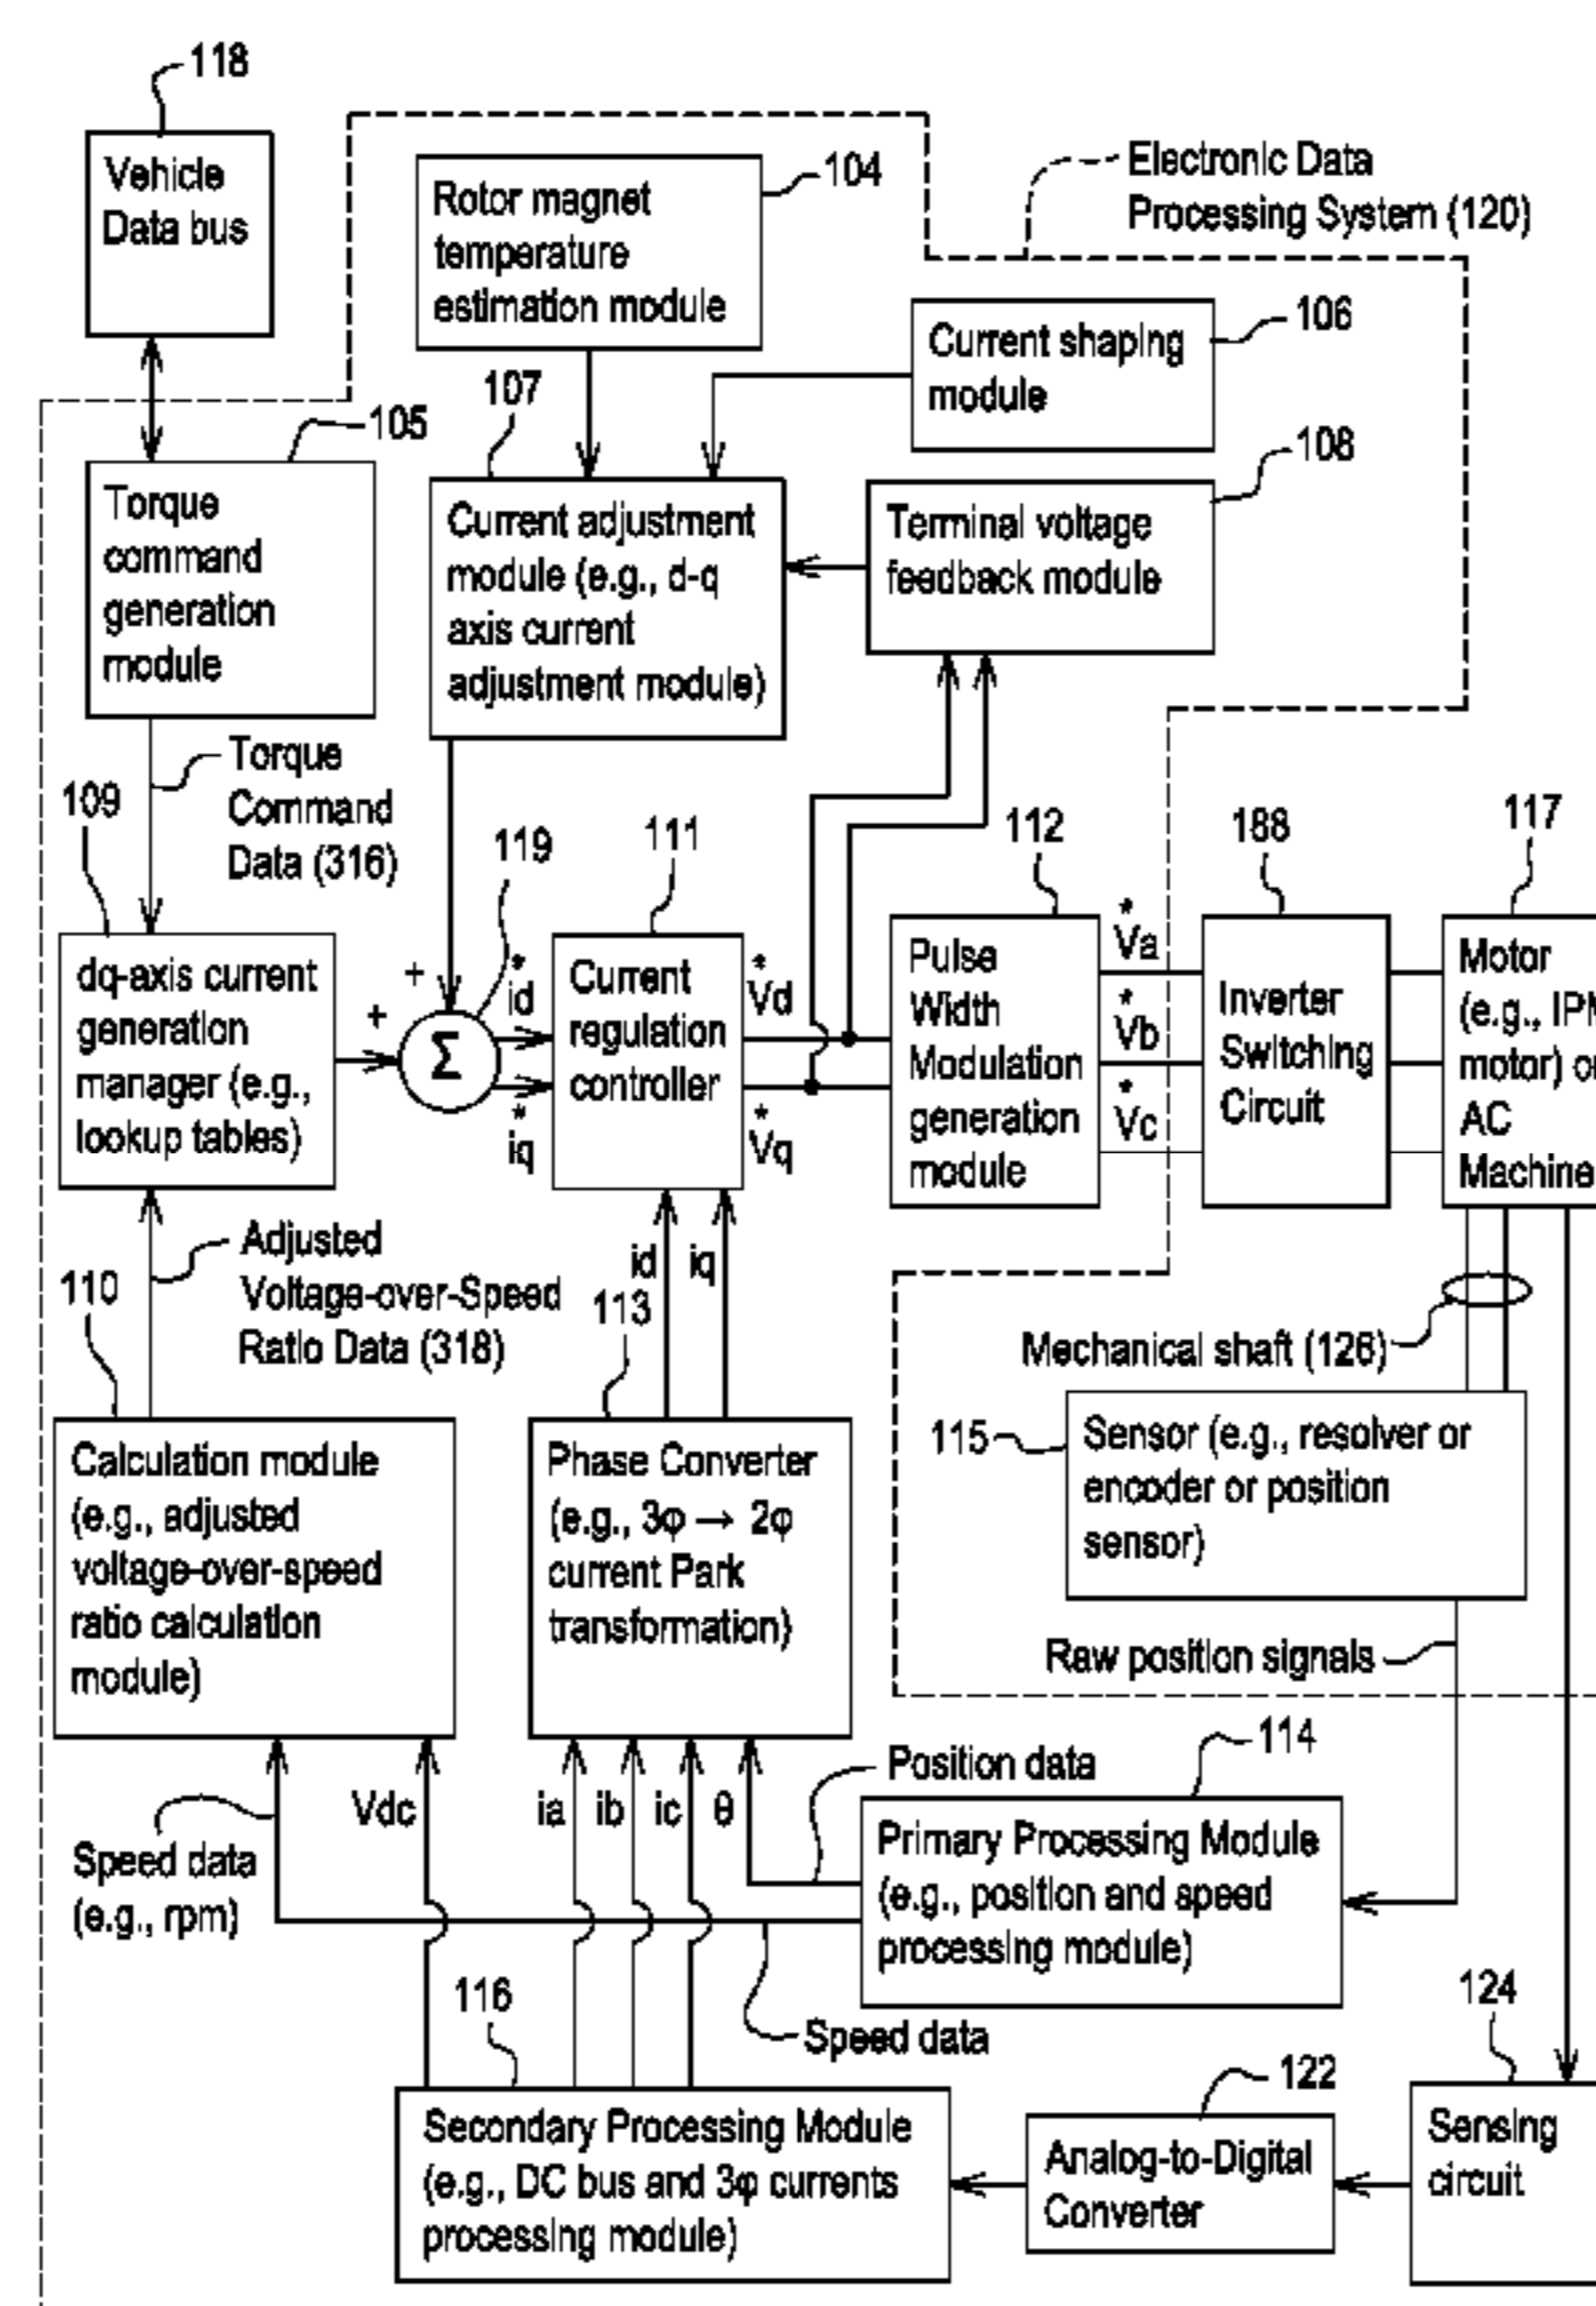 118
Vehicle
Data bus
104
Rotor magnet
temperature
estimation module
Electronic Data
Processing System (120)
106
Current shaping
module
107
105
108
Torque
command
generation
module
Current adjustment
module (e.g., d-q
axis current
adjustment module)
Terminal voltage
feedback module
Torque
Command
Data (316)
109
119
111
112
188
117
dq-axis current
generation
manager (e.g.,
lookup tables)
+
+
Σ
*
id
*
iq
Current
regulation
controller
*
Vd
*
Vq
Pulse
Width
Modulation
generation
module
*
Va
*
Vb
*
Vc
Inverter
Switching
Circuit
Motor
(e.g., IPM
motor) or
AC
Machine
Adjusted
Voltage-over-Speed
Ratio Data (318)
110
id
iq
113
Mechanical shaft (126)
Calculation module
(e.g., adjusted
voltage-over-speed
ratio calculation
module)
Phase Converter
(e.g., 3φ → 2φ
current Park
transformation)
115
Sensor (e.g., resolver or
encoder or position
sensor)
Raw position signals
114
Position data
Vdc
ia
ib
ic
θ
Speed data
(e.g., rpm)
Primary Processing Module
(e.g., position and speed
processing module)
116
Speed data
122
124
Secondary Processing Module
(e.g., DC bus and 3φ currents
processing module)
Analog-to-Digital
Converter
Sensing
circuit